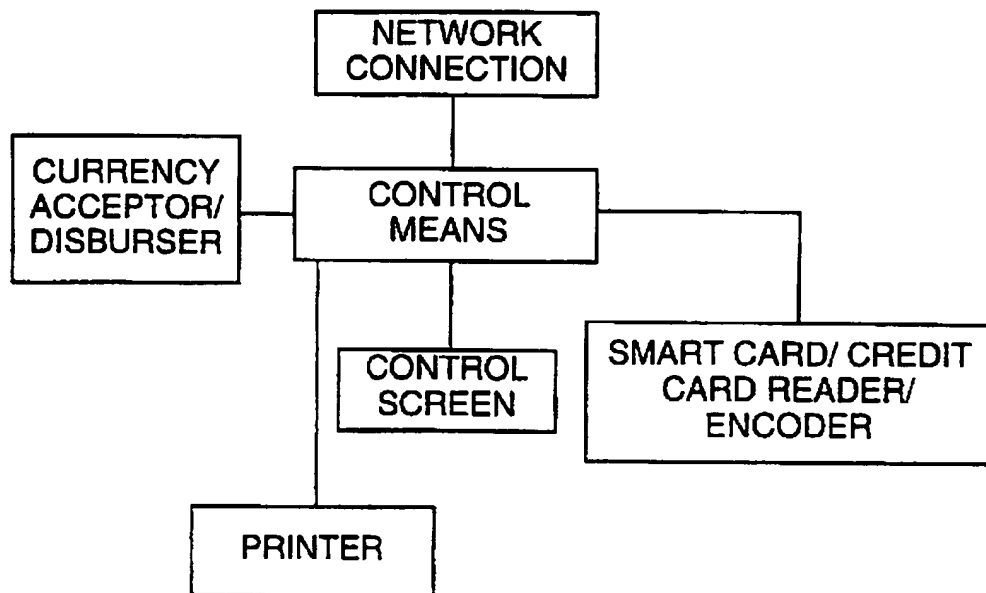 NETWORK
CONNECTION
CURRENCY
ACCEPTOR/
DISBURSER
CONTROL
MEANS
CONTROL
SCREEN
SMART CARD/ CREDIT
CARD READER/
ENCODER
PRINTER